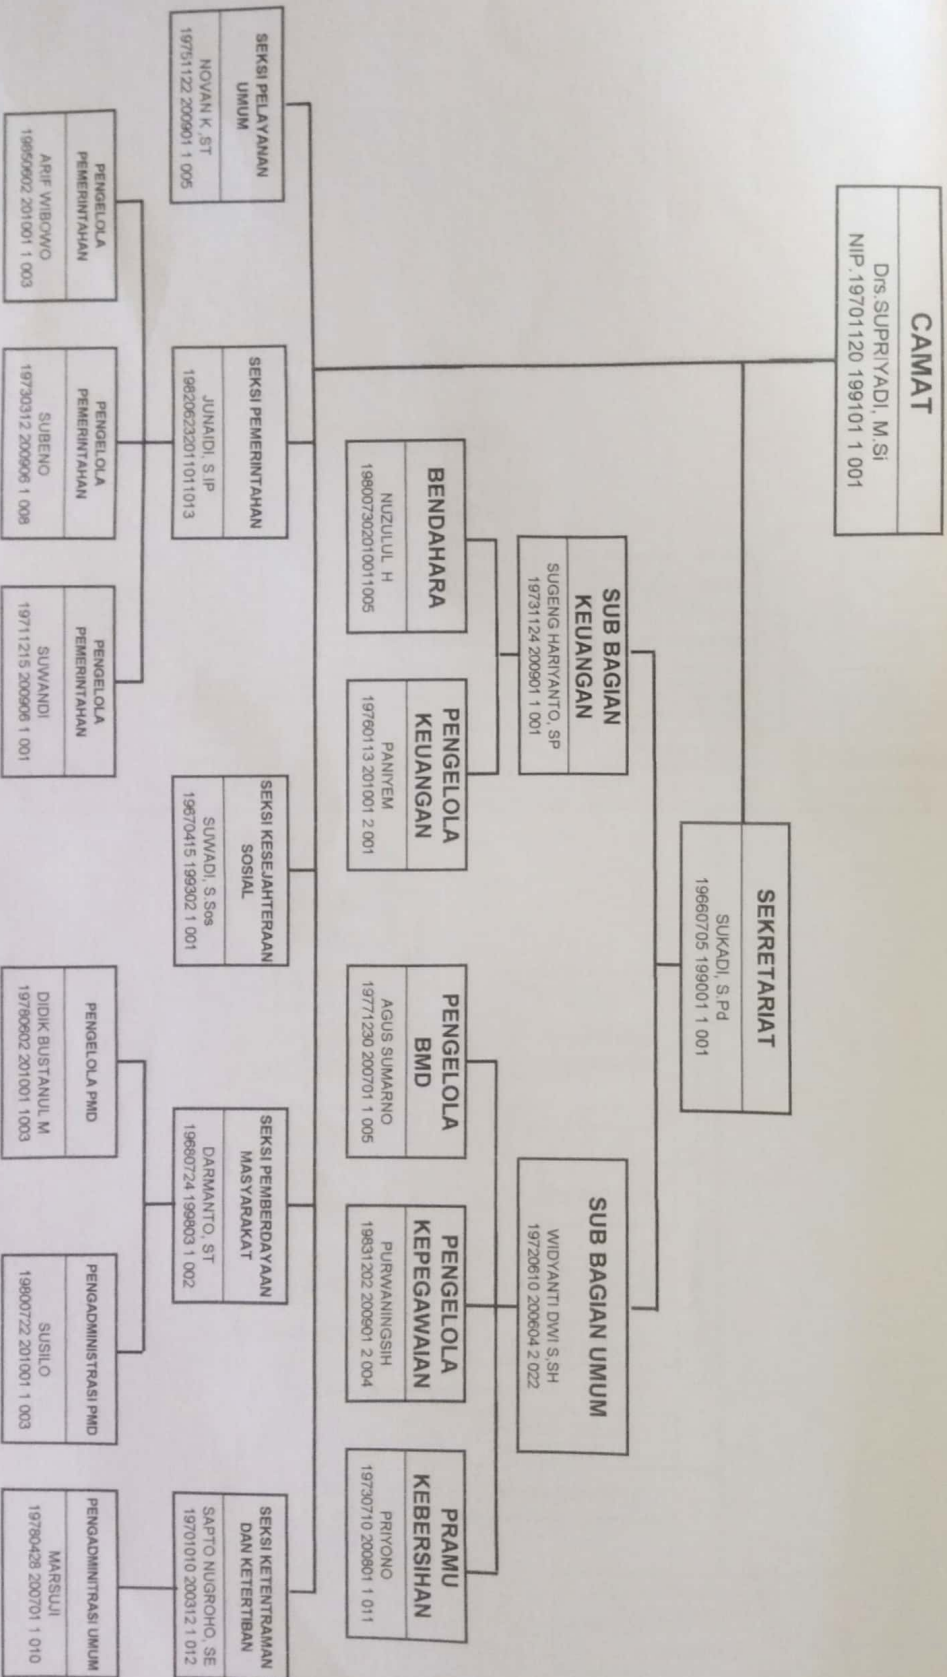 CAMAT
Drs.SUPRIYADI, M.Si
NIP.19701120 199101 1 001
SEKRETARIAT
SUKADI, S.Pd
19660705 199001 1 001
SUB BAGIAN
KEUANGAN
SUGENG HARIYANTO, SP
19731124 200901 1 001
SUB BAGIAN UMUM
WIDYANTI DWI S,SH
19720610 200604 2 022
BENDAHARA
NUZULUL H
198007302010011005
PENGELOLA
KEUANGAN
PANIYEM
19760113 201001 2 001
PENGELOLA
BMD
AGUS SUMARNO
19771230 200701 1 005
PENGELOLA
KEPEGAWAIAN
PURWANINGSIH
19831202 200901 2 004
PRAMU
KEBERSIHAN
PRIYONO
19730710 200801 1 011
SEKSI PELAYANAN
UMUM
NOVAN K ,ST
19751122 200901 1 005
SEKSI PEMERINTAHAN
JUNAIDI, S.IP
198206232011011013
SEKSI KESEJAHTERAAN
SOSIAL
SUWADI, S.Sos
19670415 199302 1 001
SEKSI PEMBERDAYAAN
MASYARAKAT
DARMANTO, ST
19680724 199803 1 002
SEKSI KETENTRAMAN
DAN KETERTIBAN
SAPTO NUGROHO, SE
19701010 200312 1 012
PENGELOLA
PEMERINTAHAN
ARIF WIBOWO
19850602 201001 1 003
PENGELOLA
PEMERINTAHAN
SUBENO
19730312 200906 1 008
PENGELOLA
PEMERINTAHAN
SUWANDI
19711215 200906 1 001
PENGELOLA PMD
DIDIK BUSTANUL M
19780602 201001 1003
PENGADMINISTRASI PMD
SUSILO
19800722 201001 1 003
PENGADMINITRASI UMUM
MARSUJI
19780428 200701 1 010